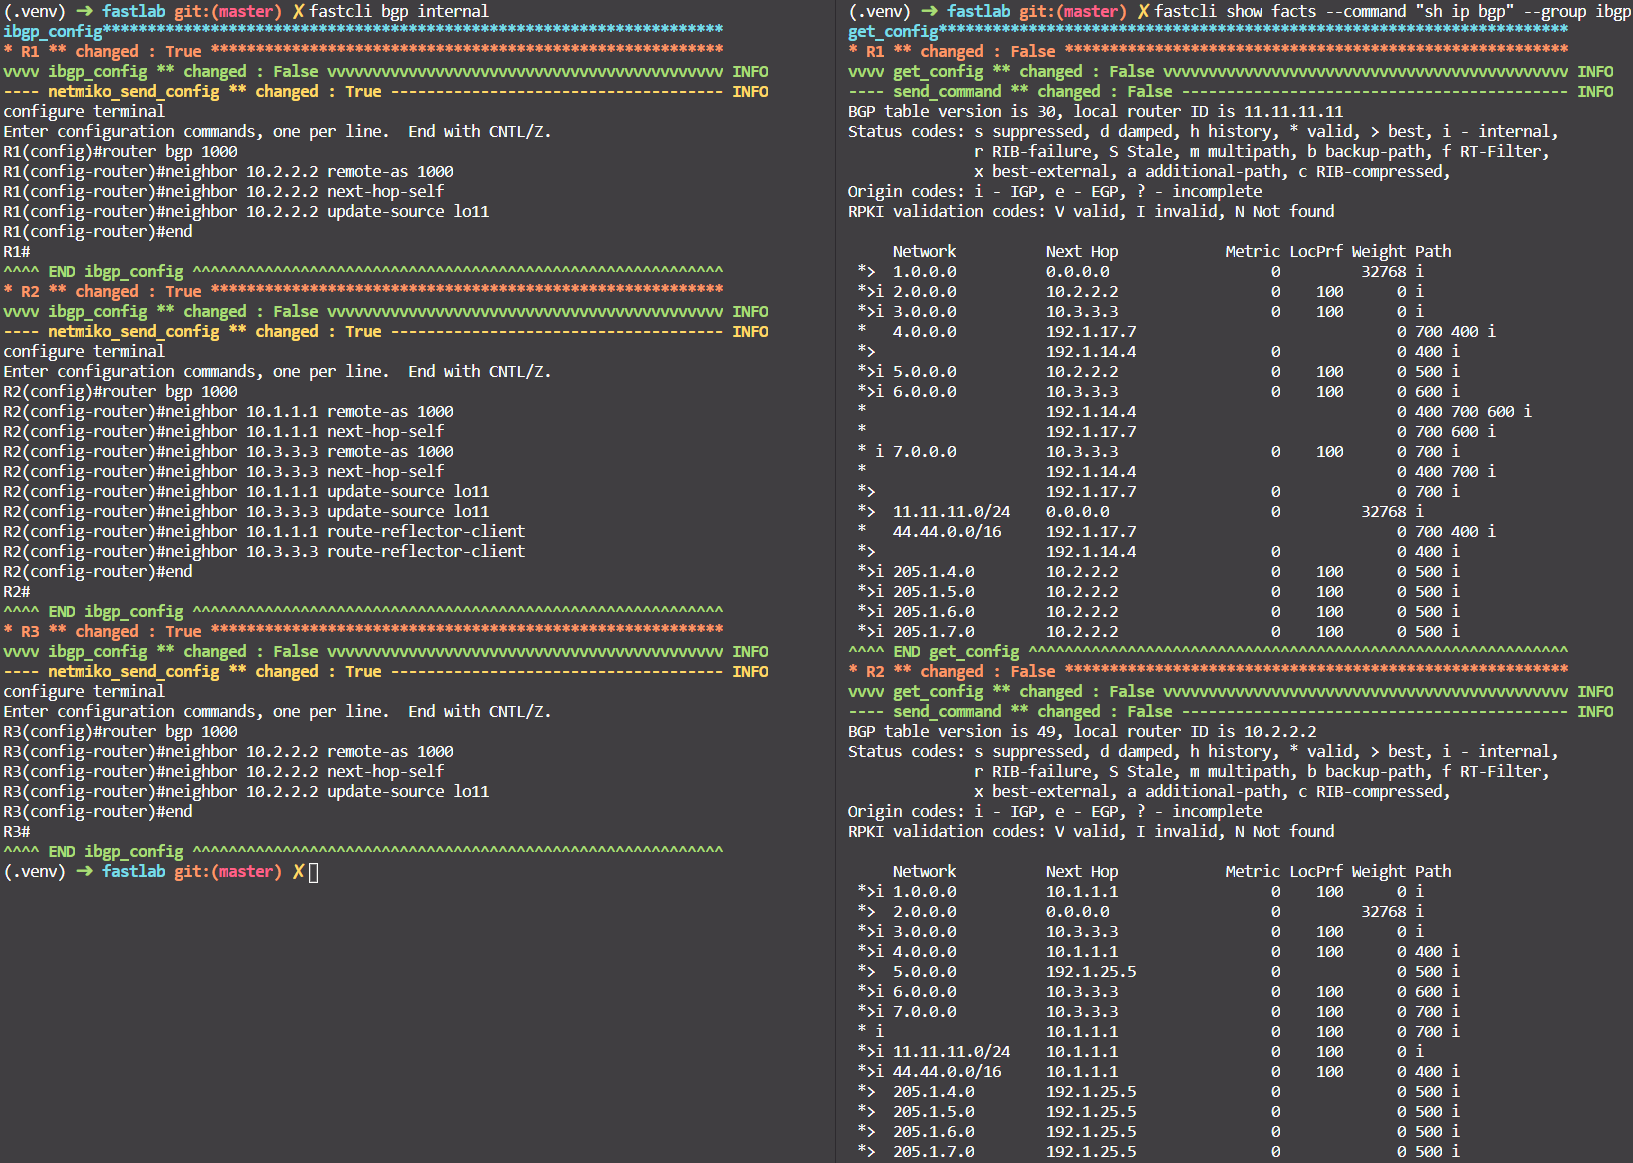 (.venv) → fastlab git:(master) ✗ fastcli bgp internal
ibgp_config*********************************************************************
* R1 ** changed : True *********************************************************
vvvv ibgp_config ** changed : False vvvvvvvvvvvvvvvvvvvvvvvvvvvvvvvvvvvvvvvvvvvv INFO
---- netmiko_send_config ** changed : True ------------------------------------- INFO
configure terminal
Enter configuration commands, one per line.  End with CNTL/Z.
R1(config)#router bgp 1000
R1(config-router)#neighbor 10.2.2.2 remote-as 1000
R1(config-router)#neighbor 10.2.2.2 next-hop-self
R1(config-router)#neighbor 10.2.2.2 update-source lo11
R1(config-router)#end
R1#
^^^^ END ibgp_config ^^^^^^^^^^^^^^^^^^^^^^^^^^^^^^^^^^^^^^^^^^^^^^^^^^^^^^^^^^^
* R2 ** changed : True *********************************************************
vvvv ibgp_config ** changed : False vvvvvvvvvvvvvvvvvvvvvvvvvvvvvvvvvvvvvvvvvvvv INFO
---- netmiko_send_config ** changed : True ------------------------------------- INFO
configure terminal
Enter configuration commands, one per line.  End with CNTL/Z.
R2(config)#router bgp 1000
R2(config-router)#neighbor 10.1.1.1 remote-as 1000
R2(config-router)#neighbor 10.1.1.1 next-hop-self
R2(config-router)#neighbor 10.3.3.3 remote-as 1000
R2(config-router)#neighbor 10.3.3.3 next-hop-self
R2(config-router)#neighbor 10.1.1.1 update-source lo11
R2(config-router)#neighbor 10.3.3.3 update-source lo11
R2(config-router)#neighbor 10.1.1.1 route-reflector-client
R2(config-router)#neighbor 10.3.3.3 route-reflector-client
R2(config-router)#end
R2#
^^^^ END ibgp_config ^^^^^^^^^^^^^^^^^^^^^^^^^^^^^^^^^^^^^^^^^^^^^^^^^^^^^^^^^^^
* R3 ** changed : True *********************************************************
vvvv ibgp_config ** changed : False vvvvvvvvvvvvvvvvvvvvvvvvvvvvvvvvvvvvvvvvvvvv INFO
---- netmiko_send_config ** changed : True ------------------------------------- INFO
configure terminal
Enter configuration commands, one per line.  End with CNTL/Z.
R3(config)#router bgp 1000
R3(config-router)#neighbor 10.2.2.2 remote-as 1000
R3(config-router)#neighbor 10.2.2.2 next-hop-self
R3(config-router)#neighbor 10.2.2.2 update-source lo11
R3(config-router)#end
R3#
^^^^ END ibgp_config ^^^^^^^^^^^^^^^^^^^^^^^^^^^^^^^^^^^^^^^^^^^^^^^^^^^^^^^^^^^
(.venv) → fastlab git:(master) ✗
(.venv) → fastlab git:(master) ✗ fastcli show facts --command "sh ip bgp" --group ibgp
get_config**********************************************************************
* R1 ** changed : False ********************************************************
vvvv get_config ** changed : False vvvvvvvvvvvvvvvvvvvvvvvvvvvvvvvvvvvvvvvvvvvvv INFO
---- send_command ** changed : False ------------------------------------------- INFO
BGP table version is 30, local router ID is 11.11.11.11
Status codes: s suppressed, d damped, h history, * valid, > best, i - internal,
              r RIB-failure, S Stale, m multipath, b backup-path, f RT-Filter,
              x best-external, a additional-path, c RIB-compressed,
Origin codes: i - IGP, e - EGP, ? - incomplete
RPKI validation codes: V valid, I invalid, N Not found
     Network          Next Hop            Metric LocPrf Weight Path
 *>  1.0.0.0          0.0.0.0                  0         32768 i
 *>i 2.0.0.0          10.2.2.2                 0    100      0 i
 *>i 3.0.0.0          10.3.3.3                 0    100      0 i
 *   4.0.0.0          192.1.17.7                             0 700 400 i
 *>                   192.1.14.4               0             0 400 i
 *>i 5.0.0.0          10.2.2.2                 0    100      0 500 i
 *>i 6.0.0.0          10.3.3.3                 0    100      0 600 i
 *                    192.1.14.4                             0 400 700 600 i
 *                    192.1.17.7                             0 700 600 i
 * i 7.0.0.0          10.3.3.3                 0    100      0 700 i
 *                    192.1.14.4                             0 400 700 i
 *>                   192.1.17.7               0             0 700 i
 *>  11.11.11.0/24    0.0.0.0                  0         32768 i
 *   44.44.0.0/16     192.1.17.7                             0 700 400 i
 *>                   192.1.14.4               0             0 400 i
 *>i 205.1.4.0        10.2.2.2                 0    100      0 500 i
 *>i 205.1.5.0        10.2.2.2                 0    100      0 500 i
 *>i 205.1.6.0        10.2.2.2                 0    100      0 500 i
 *>i 205.1.7.0        10.2.2.2                 0    100      0 500 i
^^^^ END get_config ^^^^^^^^^^^^^^^^^^^^^^^^^^^^^^^^^^^^^^^^^^^^^^^^^^^^^^^^^^^^
* R2 ** changed : False ********************************************************
vvvv get_config ** changed : False vvvvvvvvvvvvvvvvvvvvvvvvvvvvvvvvvvvvvvvvvvvvv INFO
---- send_command ** changed : False ------------------------------------------- INFO
BGP table version is 49, local router ID is 10.2.2.2
Status codes: s suppressed, d damped, h history, * valid, > best, i - internal,
              r RIB-failure, S Stale, m multipath, b backup-path, f RT-Filter,
              x best-external, a additional-path, c RIB-compressed,
Origin codes: i - IGP, e - EGP, ? - incomplete
RPKI validation codes: V valid, I invalid, N Not found
     Network          Next Hop            Metric LocPrf Weight Path
 *>i 1.0.0.0          10.1.1.1                 0    100      0 i
 *>  2.0.0.0          0.0.0.0                  0         32768 i
 *>i 3.0.0.0          10.3.3.3                 0    100      0 i
 *>i 4.0.0.0          10.1.1.1                 0    100      0 400 i
 *>  5.0.0.0          192.1.25.5               0             0 500 i
 *>i 6.0.0.0          10.3.3.3                 0    100      0 600 i
 *>i 7.0.0.0          10.3.3.3                 0    100      0 700 i
 * i                  10.1.1.1                 0    100      0 700 i
 *>i 11.11.11.0/24    10.1.1.1                 0    100      0 i
 *>i 44.44.0.0/16     10.1.1.1                 0    100      0 400 i
 *>  205.1.4.0        192.1.25.5               0             0 500 i
 *>  205.1.5.0        192.1.25.5               0             0 500 i
 *>  205.1.6.0        192.1.25.5               0             0 500 i
 *>  205.1.7.0        192.1.25.5               0             0 500 i